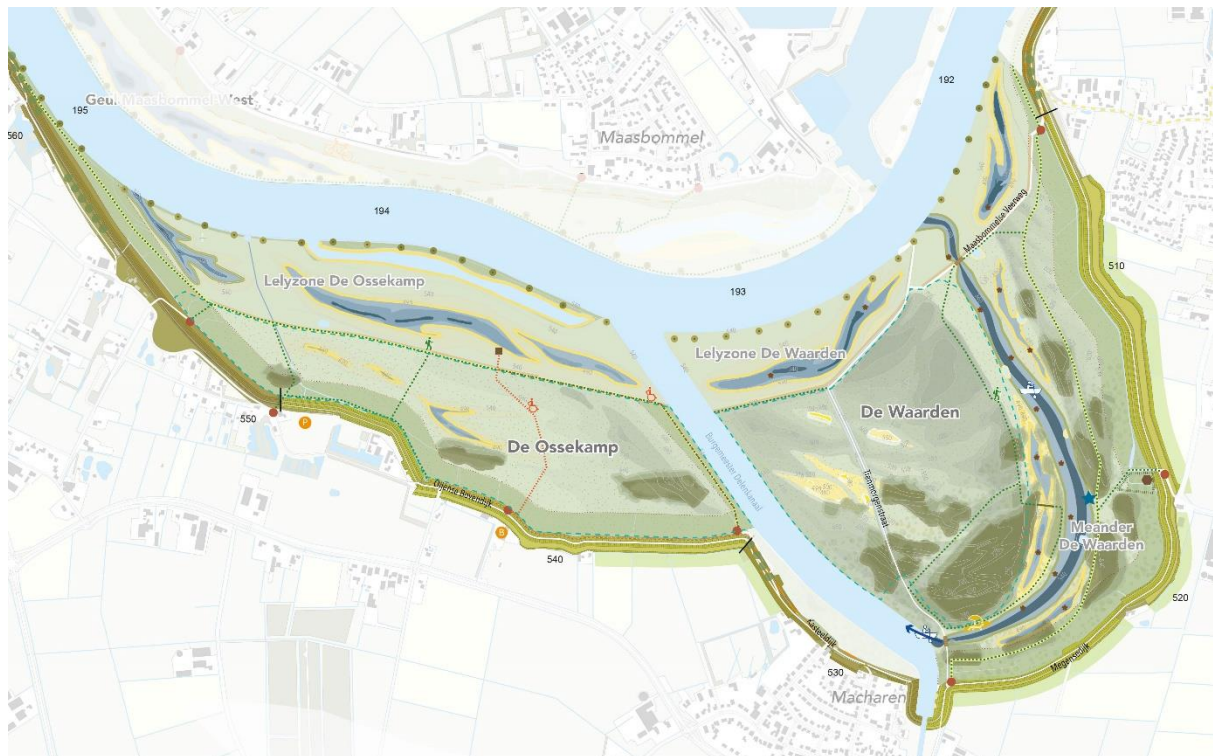 192
195
Geul Maasbommel West
560
Maasbommel
194
193
510
Maasbommelse Veerweg
Lelyzone De Ossekamp
Lelyzone De Waarden
De Waarden
550
P
De Ossekamp
Burgemeester Delenkanaal
Tienmorgenstraat
Meander
De Waarden
Oijense Bovendijk
B
540
520
Kasteeldijk
Megensedijk
530
Macharen